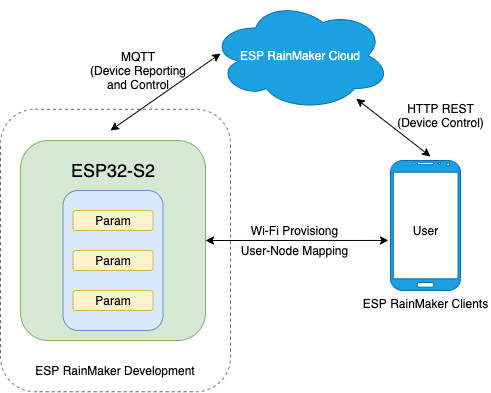 MQTT
(Device Reporting
and Control
ESP RainMaker Cloud
HTTP REST
(Device Control)
ESP32-S2
Param
Param
Param
Wi-Fi Provisiong
User-Node Mapping
User
ESP RainMaker Clients
ESP RainMaker Development